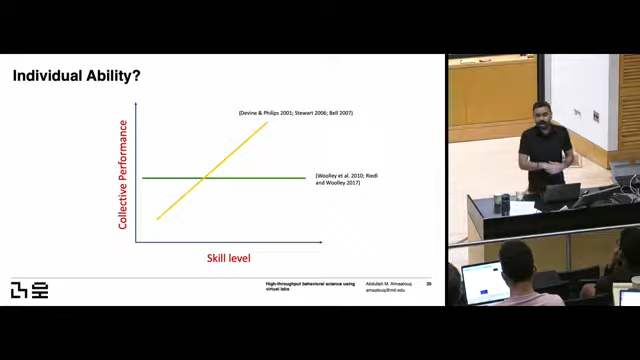 Individual Ability?
(Devine & Philips 2001; Stewart 2006; Bell 2007)
(Woolley et al. 2010; Riedl
and Woolley 2017)
Collective Performance
Skill level
High-throughput behavioral science using
virtual labs
Abdullah M. Almaatouq
amaatouq@mit.edu
30